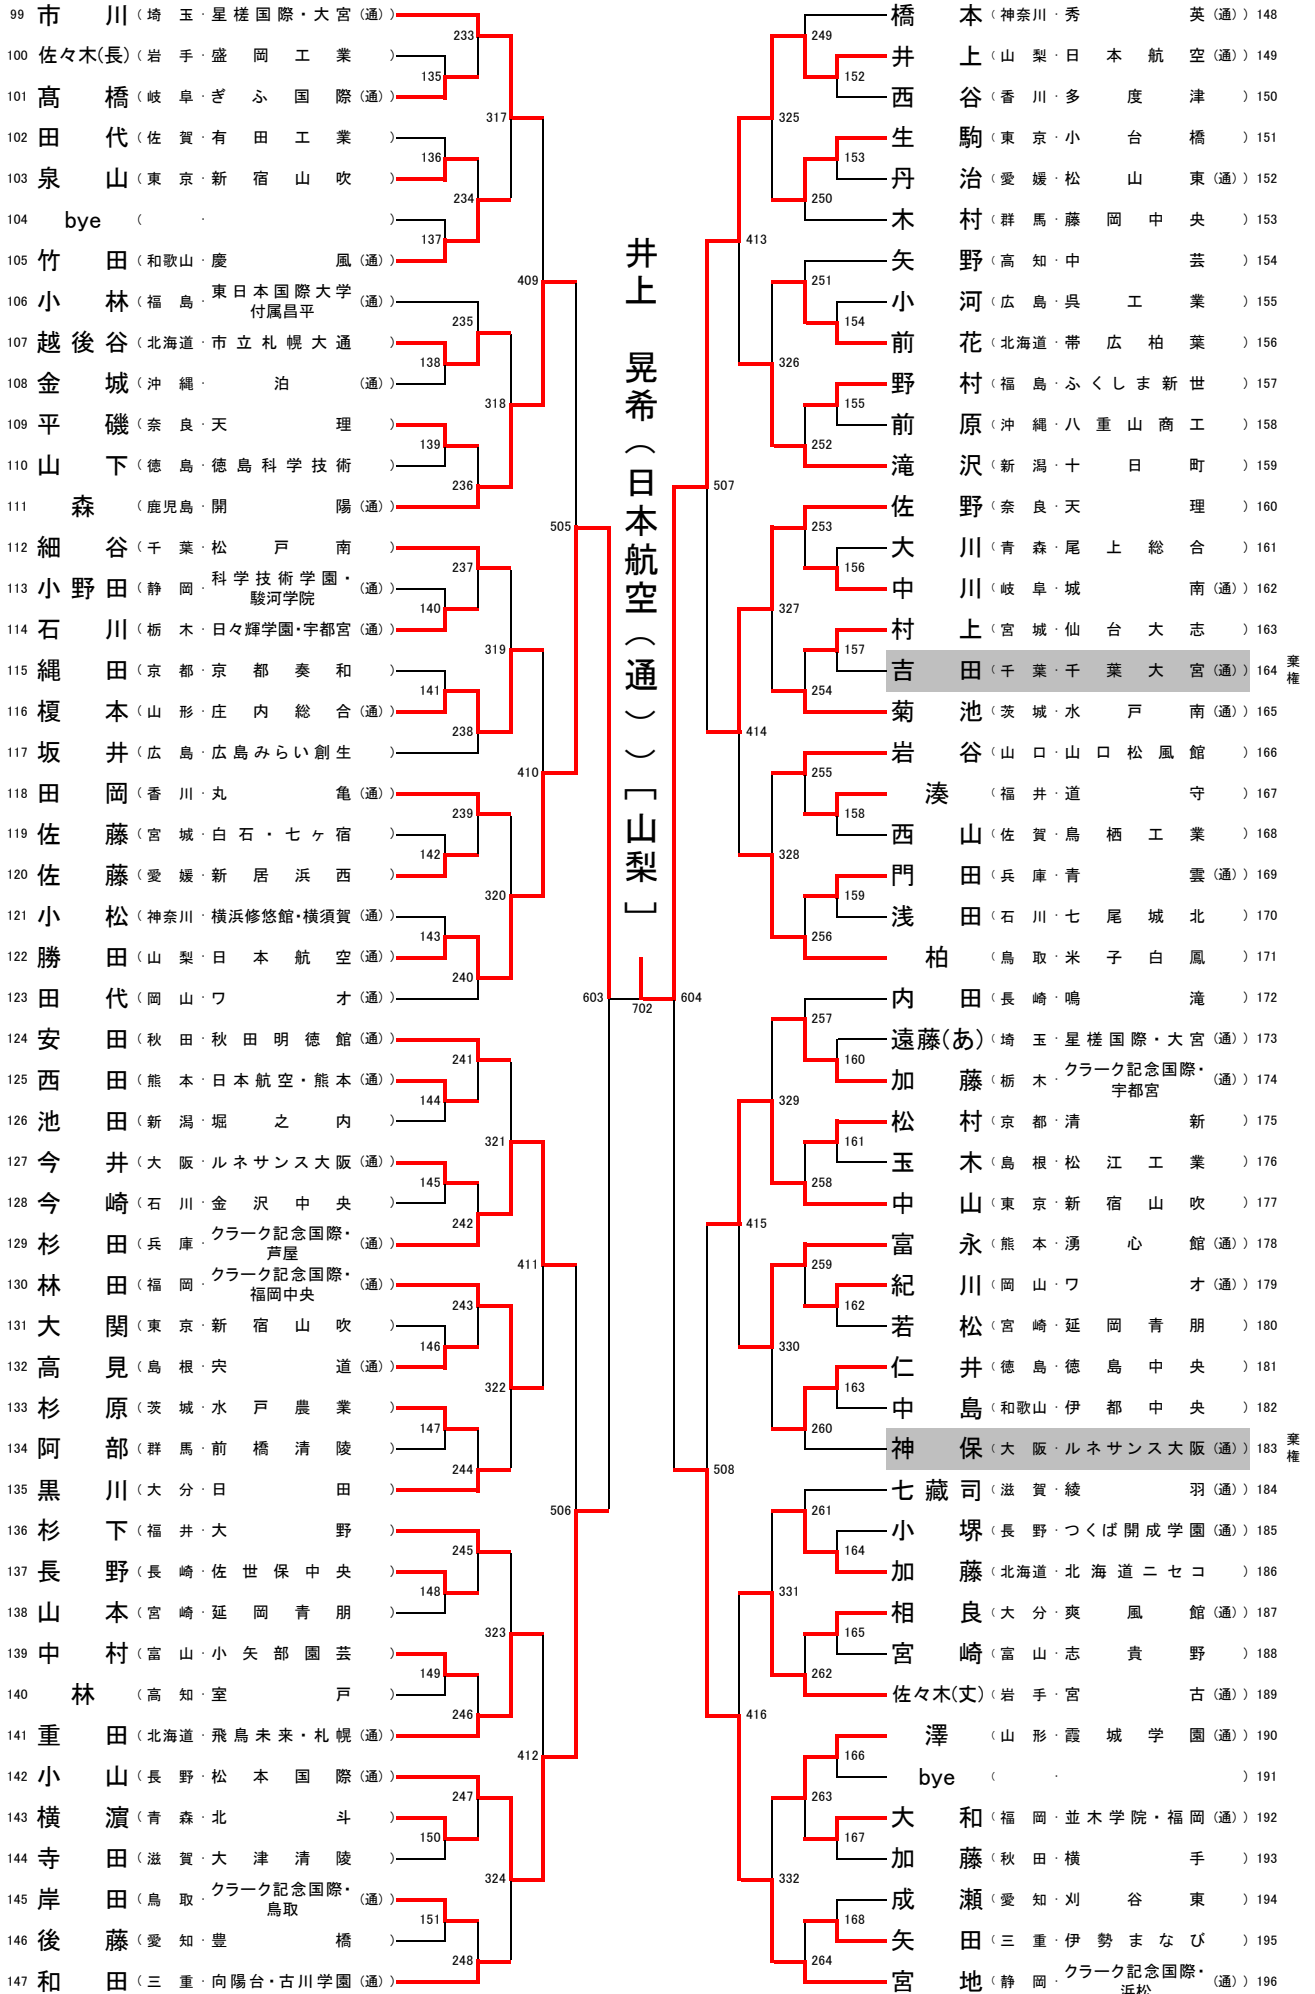 99 市川（埼玉・星槎国際・大宮(通)）
100 佐々木(長)（岩手・盛岡工業）
101 髙橋（岐阜・ぎふ国際(通)）
102 田代（佐賀・有田工業）
103 泉山（東京・新宿山吹）
104 bye（・）
105 竹田（和歌山・慶風(通)）
106 小林（福島・東日本国際大学付属昌平(通)）
107 越後谷（北海道・市立札幌大通）
108 金城（沖縄・泊(通)）
109 平磯（奈良・天理）
110 山下（徳島・徳島科学技術）
111 森（鹿児島・開陽(通)）
112 細谷（千葉・松戸南）
113 小野田（静岡・科学技術学園・駿河学院(通)）
114 石川（栃木・日々輝学園・宇都宮(通)）
115 縄田（京都・京都奏和）
116 榎本（山形・庄内総合(通)）
117 坂井（広島・広島みらい創生）
118 田岡（香川・丸亀(通)）
119 佐藤（宮城・白石・七ヶ宿）
120 佐藤（愛媛・新居浜西）
121 小松（神奈川・横浜修悠館・横須賀(通)）
122 勝田（山梨・日本航空(通)）
123 田代（岡山・ワオ(通)）
124 安田（秋田・秋田明徳館(通)）
125 西田（熊本・日本航空・熊本(通)）
126 池田（新潟・堀之内）
127 今井（大阪・ルネサンス大阪(通)）
128 今崎（石川・金沢中央）
129 杉田（兵庫・クラーク記念国際・芦屋(通)）
130 林田（福岡・クラーク記念国際・福岡中央(通)）
131 大関（東京・新宿山吹）
132 高見（島根・宍道(通)）
133 杉原（茨城・水戸農業）
134 阿部（群馬・前橋清陵）
135 黒川（大分・日田）
136 杉下（福井・大野）
137 長野（長崎・佐世保中央）
138 山本（宮崎・延岡青朋）
139 中村（富山・小矢部園芸）
140 林（高知・室戸）
141 重田（北海道・飛鳥未来・札幌(通)）
142 小山（長野・松本国際(通)）
143 横濵（青森・北斗）
144 寺田（滋賀・大津清陵）
145 岸田（鳥取・クラーク記念国際・鳥取(通)）
146 後藤（愛知・豊橋）
147 和田（三重・向陽台・古川学園(通)）
233
135
317
136
234
137
409
235
138
318
139
236
505
237
140
319
141
238
410
239
142
320
143
240
603
241
144
321
145
242
411
243
146
322
147
244
506
245
148
323
149
246
412
247
150
324
151
248
井上 晃希（日本航空（通））［山梨］
702
604
249
152
325
153
250
413
251
154
326
155
252
507
253
156
327
157
254
414
255
158
328
159
256
257
160
329
161
258
415
259
162
330
163
260
508
261
164
331
165
262
416
166
263
167
332
168
264
橋本（神奈川・秀英(通)）148
井上（山梨・日本航空(通)）149
西谷（香川・多度津）150
生駒（東京・小台橋）151
丹治（愛媛・松山東(通)）152
木村（群馬・藤岡中央）153
矢野（高知・中芸）154
小河（広島・呉工業）155
前花（北海道・帯広柏葉）156
野村（福島・ふくしま新世）157
前原（沖縄・八重山商工）158
滝沢（新潟・十日町）159
佐野（奈良・天理）160
大川（青森・尾上総合）161
中川（岐阜・城南(通)）162
村上（宮城・仙台大志）163
吉田（千葉・千葉大宮(通)）164 棄権
菊池（茨城・水戸南(通)）165
岩谷（山口・山口松風館）166
湊（福井・道守）167
西山（佐賀・鳥栖工業）168
門田（兵庫・青雲(通)）169
浅田（石川・七尾城北）170
柏（鳥取・米子白鳳）171
内田（長崎・鳴滝）172
遠藤(あ)（埼玉・星槎国際・大宮(通)）173
加藤（栃木・クラーク記念国際・宇都宮(通)）174
松村（京都・清新）175
玉木（島根・松江工業）176
中山（東京・新宿山吹）177
富永（熊本・湧心館(通)）178
紀川（岡山・ワオ(通)）179
若松（宮崎・延岡青朋）180
仁井（徳島・徳島中央）181
中島（和歌山・伊都中央）182
神保（大阪・ルネサンス大阪(通)）183 棄権
七藏司（滋賀・綾羽(通)）184
小堺（長野・つくば開成学園(通)）185
加藤（北海道・北海道ニセコ）186
相良（大分・爽風館(通)）187
宮崎（富山・志貴野）188
佐々木(丈)（岩手・宮古(通)）189
澤（山形・霞城学園(通)）190
bye（・）191
大和（福岡・並木学院・福岡(通)）192
加藤（秋田・横手）193
成瀬（愛知・刈谷東）194
矢田（三重・伊勢まなび）195
宮地（静岡・クラーク記念国際・浜松(通)）196